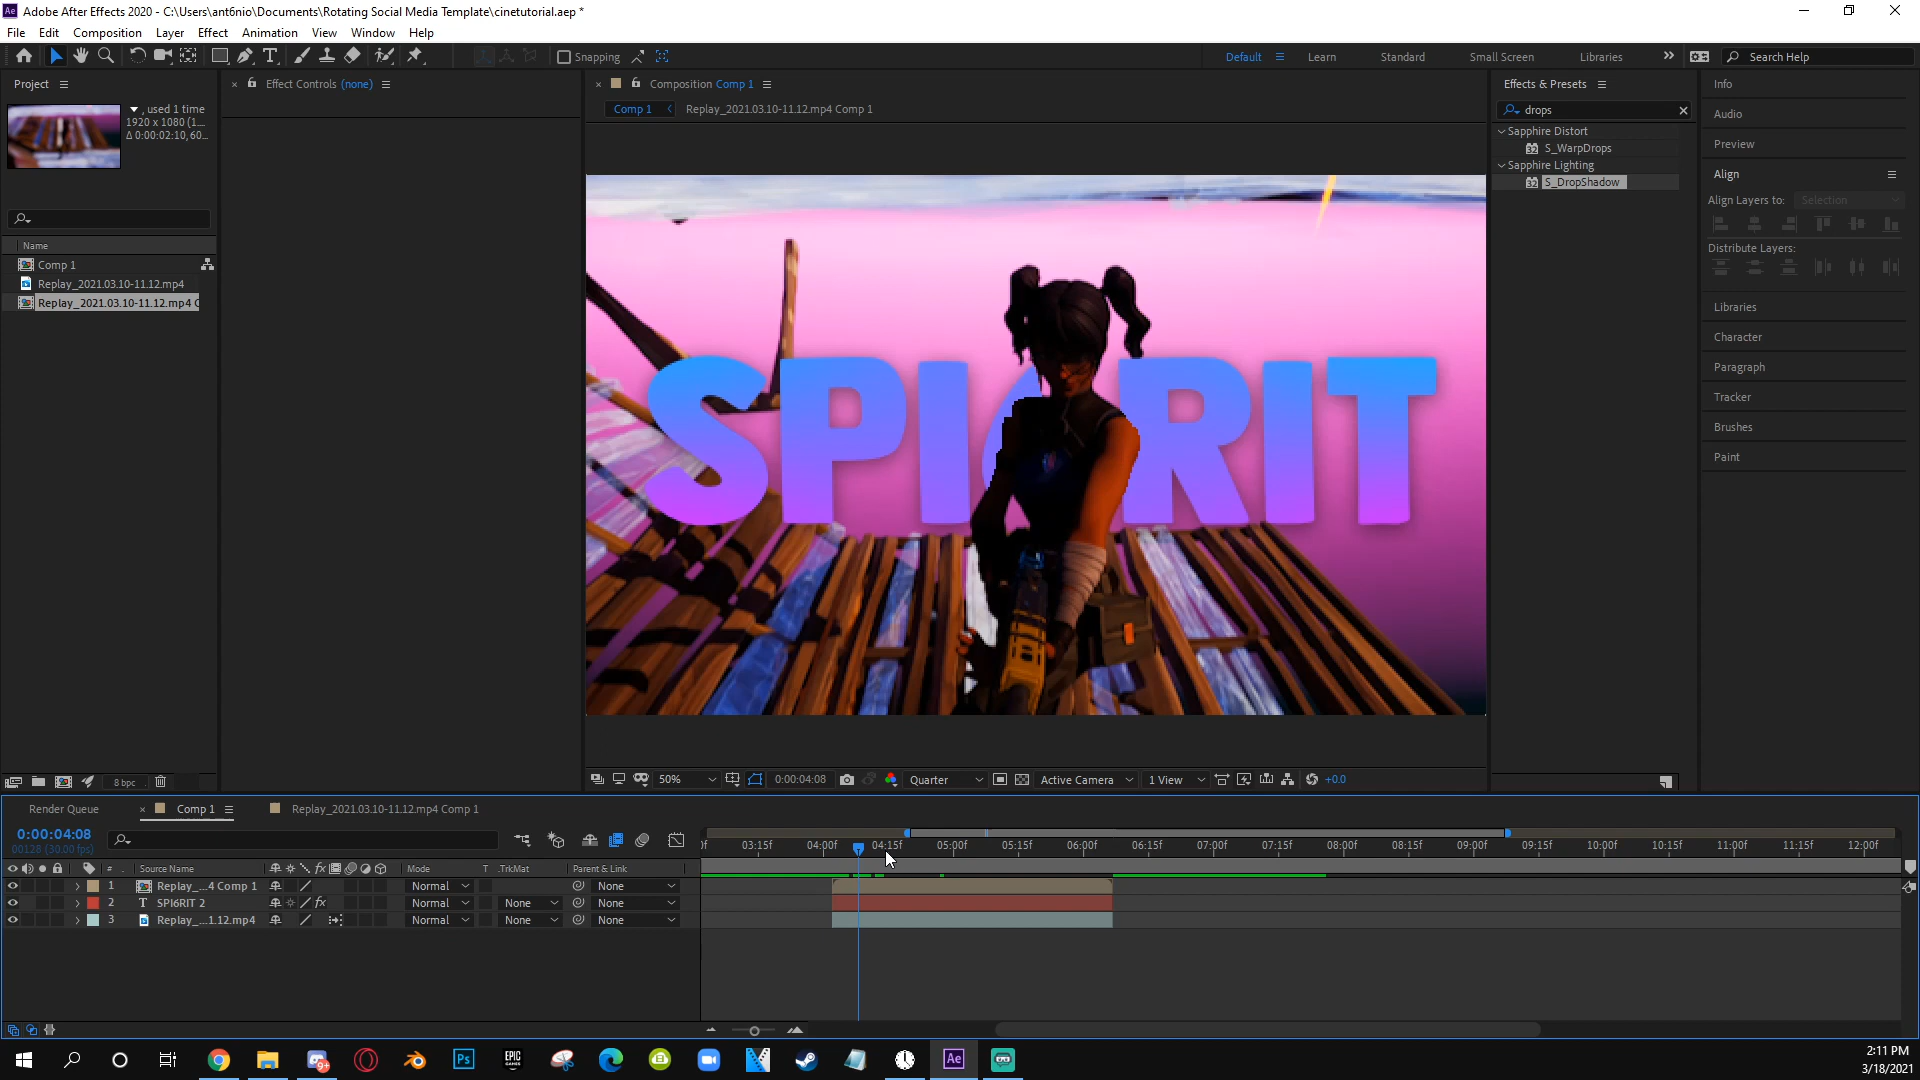 Adobe After Effects 2020 - C:\Users\ant6nio\Documents\Rotating Social Media Template\cinetutorial.aep *
File Edit Composition Layer Effect Animation View Window Help
Snapping
Default Learn Standard Small Screen Libraries Search Help
Project
, used 1 time
1920 x 1080 (1...
Δ 0:00:02:10, 60...
Name
Comp 1
Replay_2021.03.10-11.12.mp4
Replay_2021.03.10-11.12.mp4 C
8 bpc
Effect Controls (none)
Composition Comp 1
Comp 1 Replay_2021.03.10-11.12.mp4 Comp 1
SPI RIT
50% 0:00:04:08 Quarter Active Camera 1 View +0.0
Effects & Presets
drops
Sapphire Distort
S_WarpDrops
Sapphire Lighting
S_DropShadow
Info
Audio
Preview
Align
Align Layers to: Selection
Distribute Layers:
Libraries
Character
Paragraph
Tracker
Brushes
Paint
Render Queue Comp 1 Replay_2021.03.10-11.12.mp4 Comp 1
0:00:04:08
00128 (30.00 fps)
# Source Name Mode T .TrkMat Parent & Link
1 Replay_...4 Comp 1 Normal None
2 T SPI6RIT 2 fx Normal None None
3 Replay_...1.12.mp4 Normal None None
0f 03:15f 04:00f 04:15f 05:00f 05:15f 06:00f 06:15f 07:00f 07:15f 08:00f 08:15f 09:00f 09:15f 10:00f 10:15f 11:00f 11:15f 12:00f
9+ Ps EPIC GAMES Ae
2:11 PM
3/18/2021